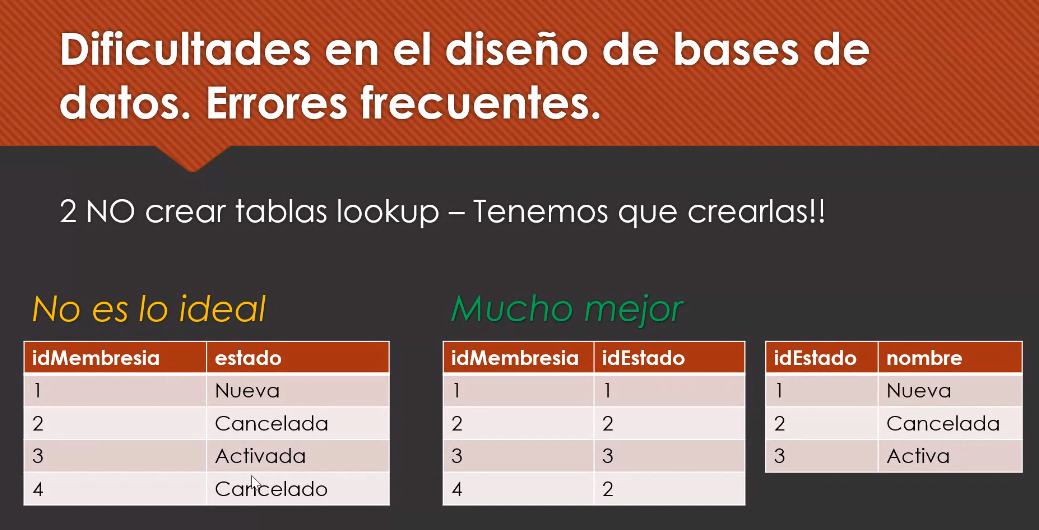 Dificultades en el diseño de bases de
datos. Errores frecuentes.
2 NO crear tablas lookup – Tenemos que crearlas!!
No es lo ideal
idMembresia estado
1 Nueva
2 Cancelada
3 Activada
4 Cancelado
Mucho mejor
idMembresia idEstado
1 1
2 2
3 3
4 2
idEstado nombre
1 Nueva
2 Cancelada
3 Activa